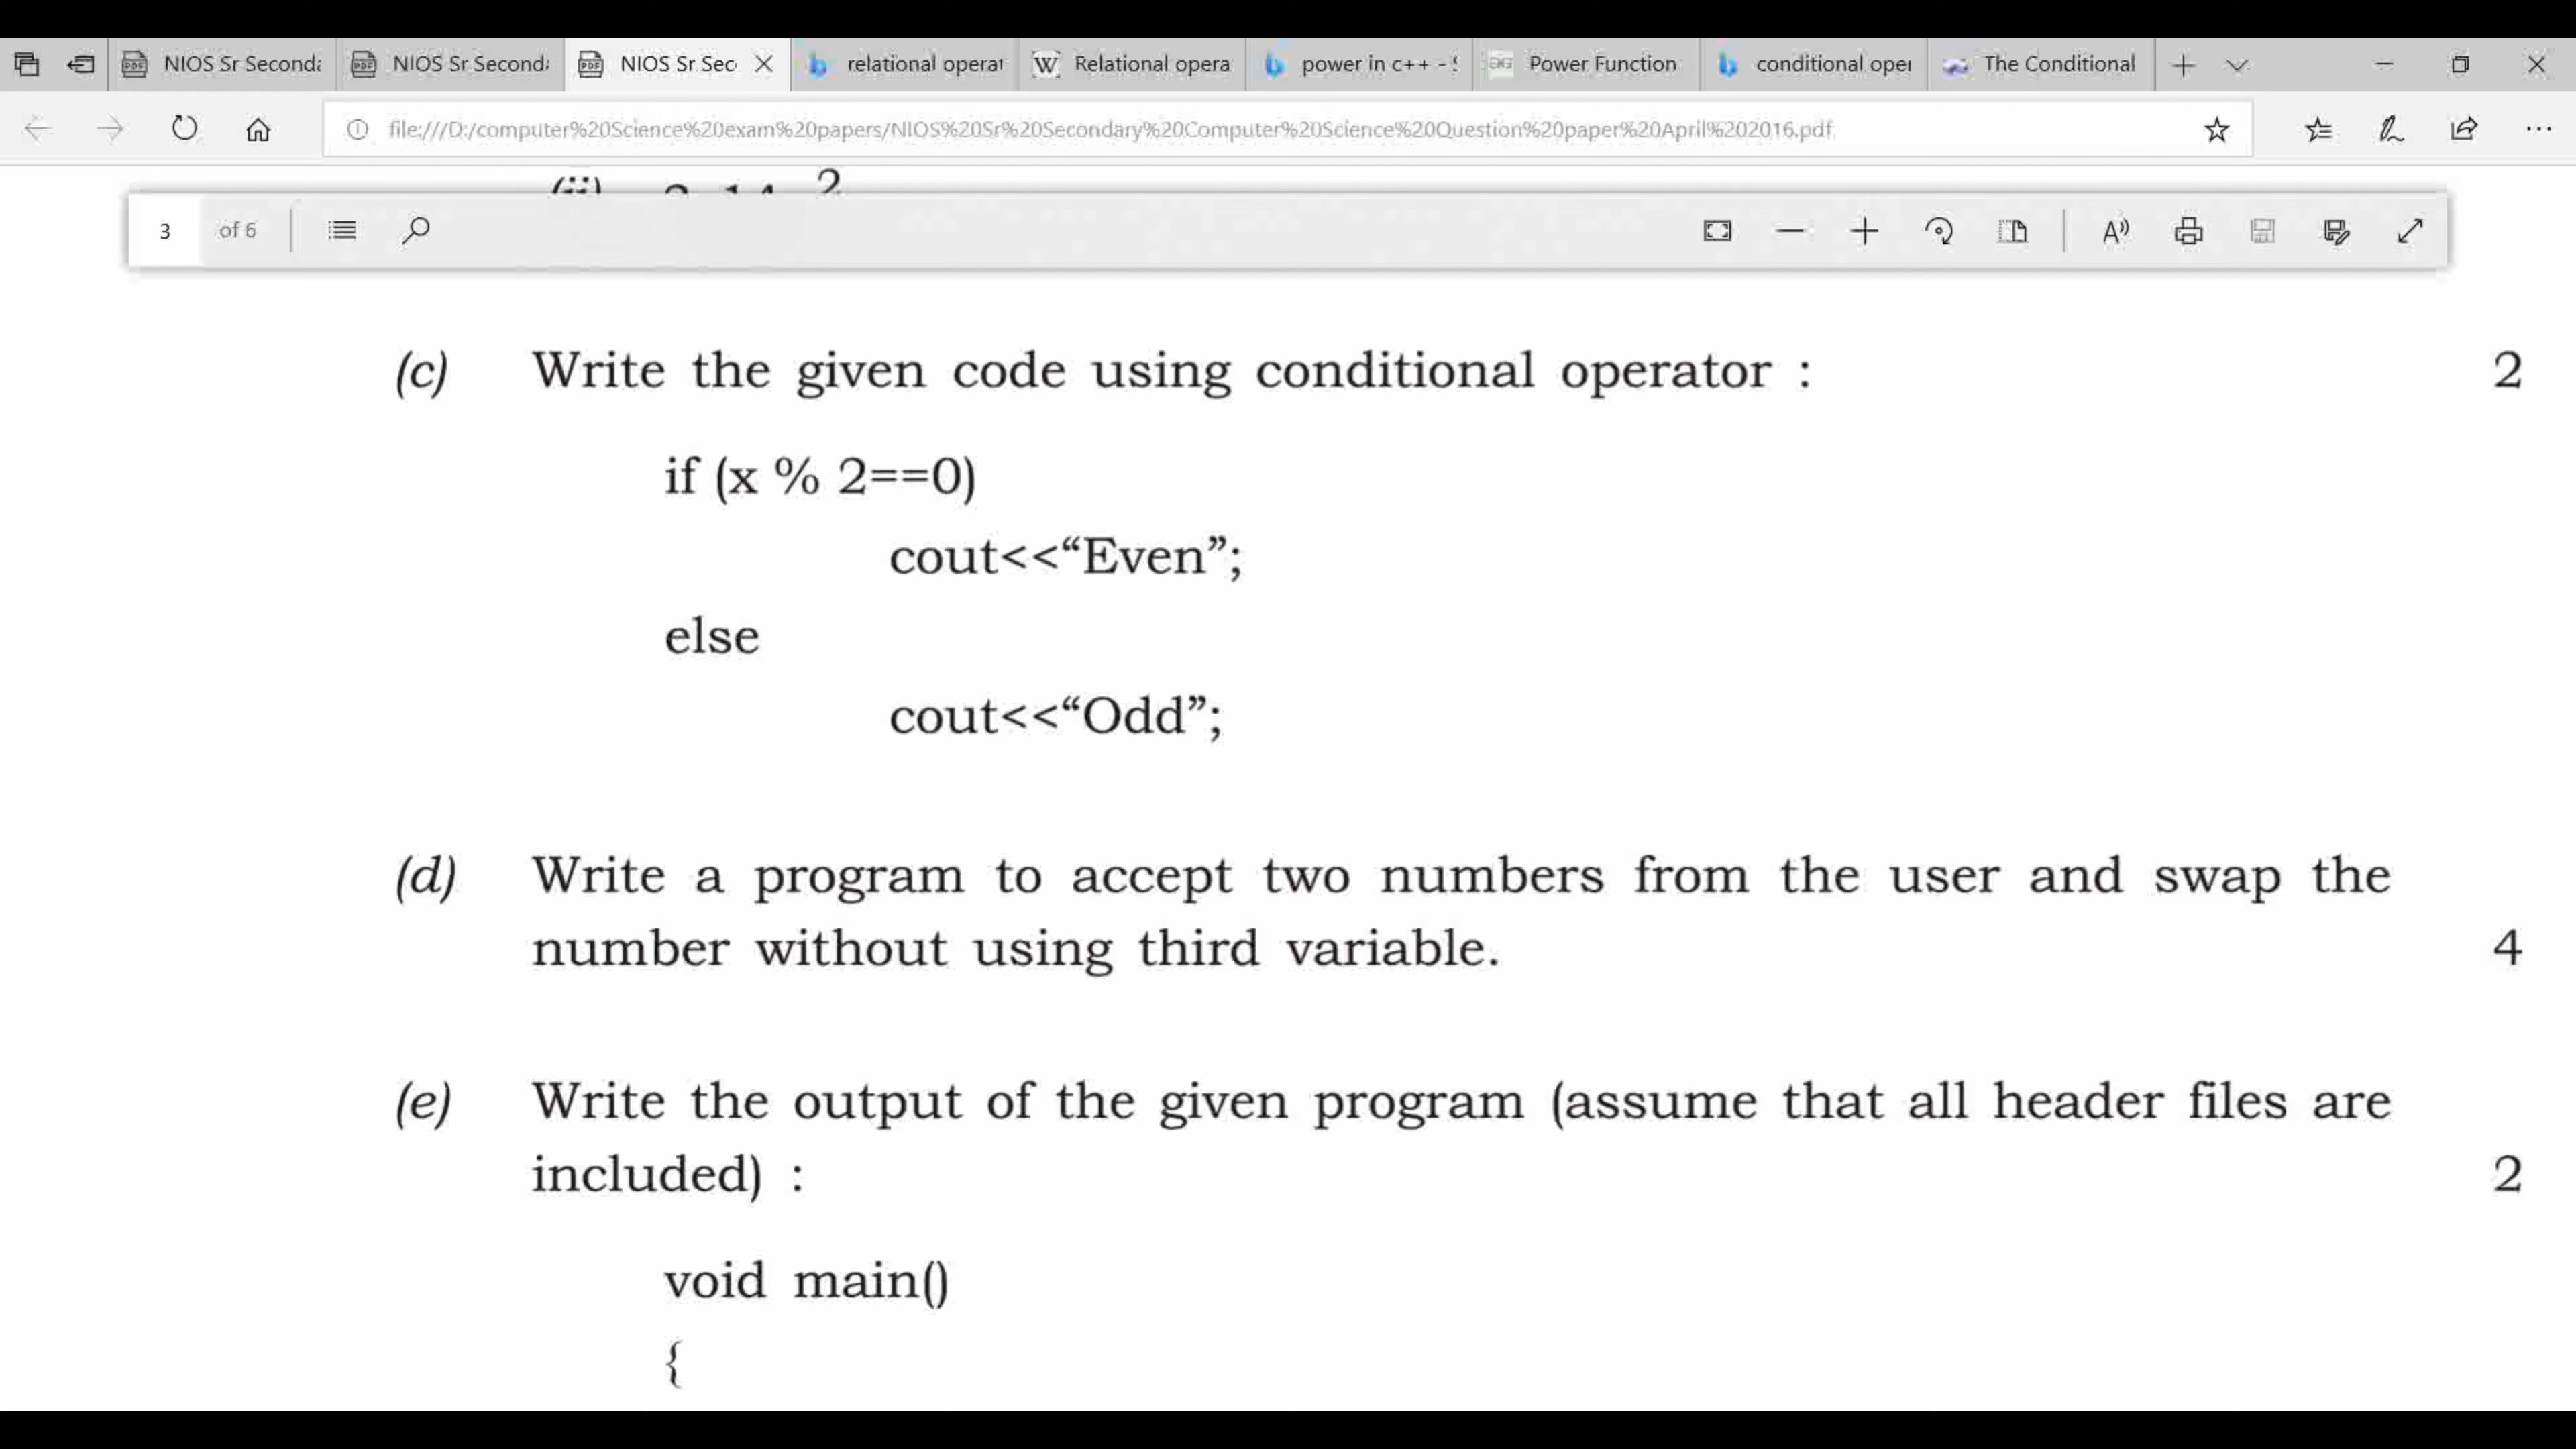 NIOS Sr Seconda NIOS Sr Seconda NIOS Sr Sec relational operat Relational opera power in c++ - S Power Function conditional oper The Conditional
file:///D:/computer%20Science%20exam%20papers/NIOS%20Sr%20Secondary%20Computer%20Science%20Question%20paper%20April%202016.pdf
3 of 6
(c) Write the given code using conditional operator : 2
if (x % 2==0)
cout<<“Even”;
else
cout<<“Odd”;
(d) Write a program to accept two numbers from the user and swap the
number without using third variable. 4
(e) Write the output of the given program (assume that all header files are
included) : 2
void main()
{